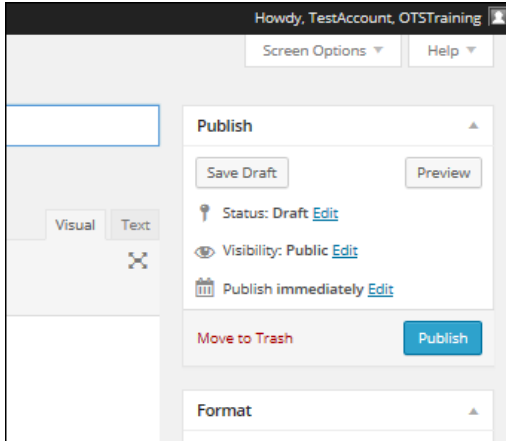 Howdy, TestAccount, OTSTraining
Screen Options Help
Publish
Save Draft Preview
Status: Draft Edit
Visual Text
Visibility: Public Edit
Publish immediately Edit
Move to Trash Publish
Format